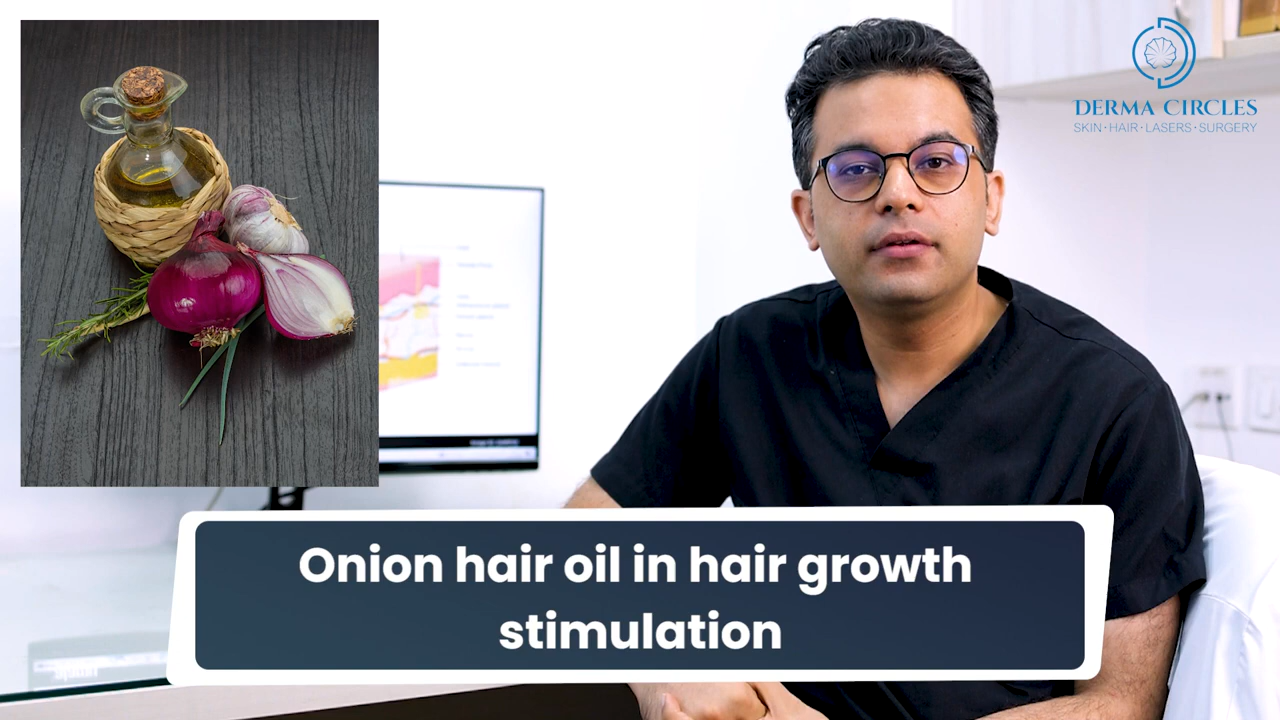 DERMA CIRCLES
SKIN • HAIR • LASERS • SURGERY
Onion hair oil in hair growth
stimulation